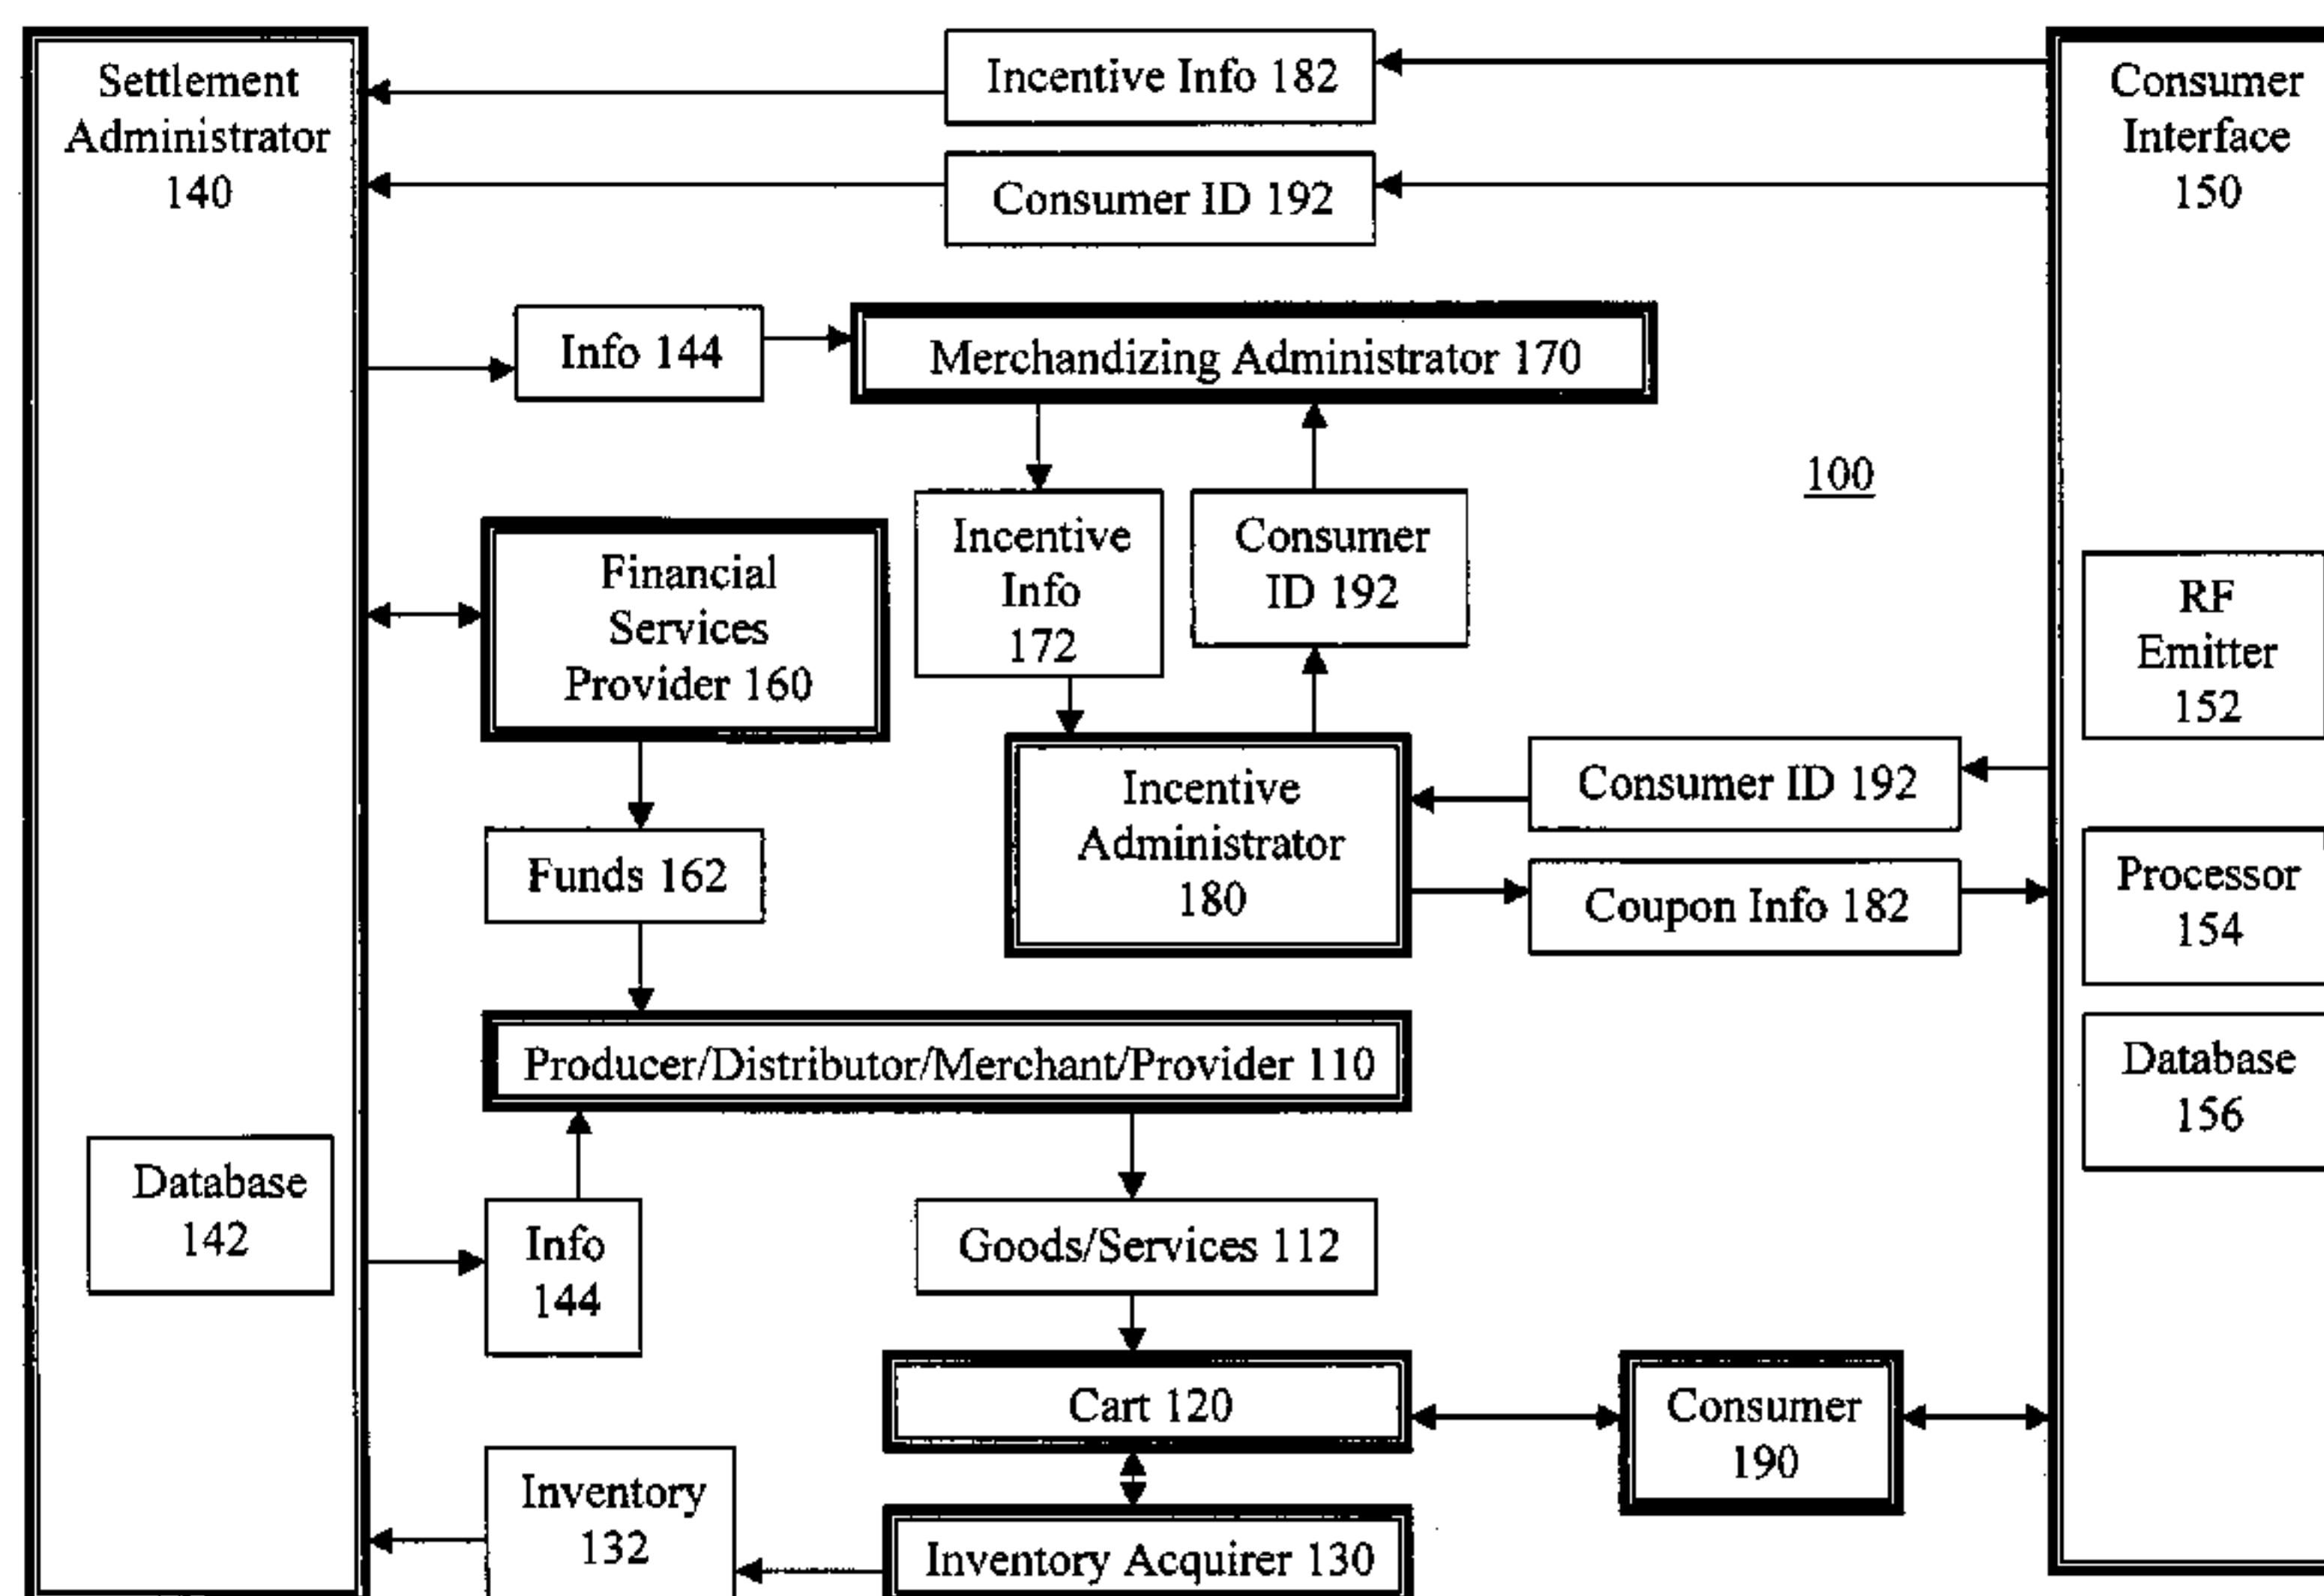 Settlement
Administrator
140
Incentive Info 182
Consumer ID 192
Consumer
Interface
150
Info 144
Merchandizing Administrator 170
100
Financial
Services
Provider 160
Incentive
Info
172
Consumer
ID 192
RF
Emitter
152
Incentive
Administrator
180
Consumer ID 192
Coupon Info 182
Funds 162
Processor
154
Producer/Distributor/Merchant/Provider 110
Database
156
Database
142
Info
144
Goods/Services 112
Cart 120
Consumer
190
Inventory
132
Inventory Acquirer 130